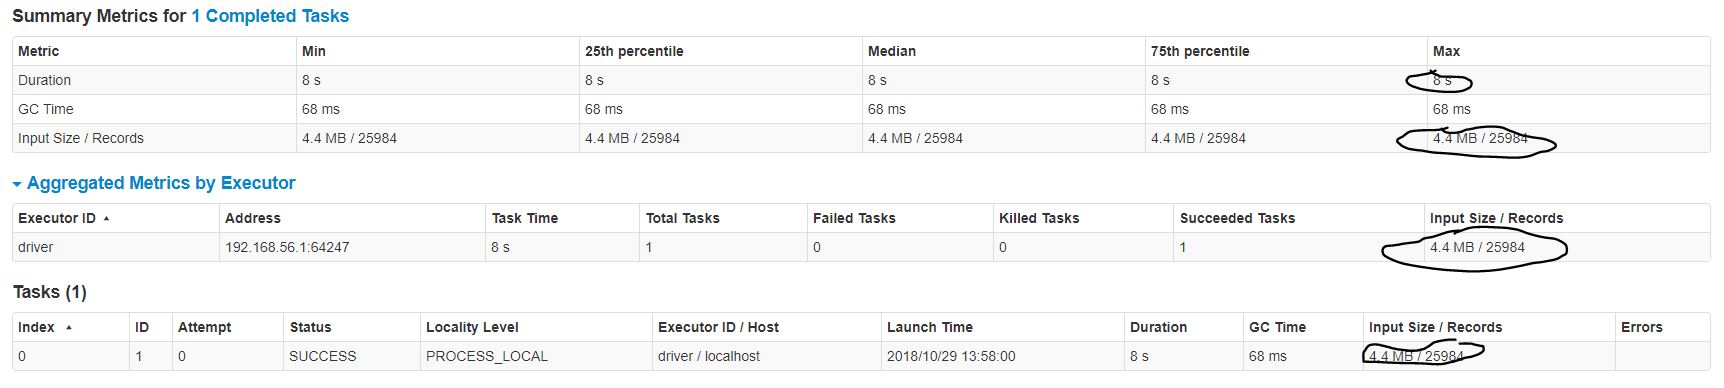 Summary Metrics for 1 Completed Tasks
Metric Min 25th percentile Median 75th percentile Max
Duration 8 s 8 s 8 s 8 s 8 s
GC Time 68 ms 68 ms 68 ms 68 ms 68 ms
Input Size / Records 4.4 MB / 25984 4.4 MB / 25984 4.4 MB / 25984 4.4 MB / 25984 4.4 MB / 25984
Aggregated Metrics by Executor
Executor ID Address Task Time Total Tasks Failed Tasks Killed Tasks Succeeded Tasks Input Size / Records
driver 192.168.56.1:64247 8 s 1 0 0 1 4.4 MB / 25984
Tasks (1)
Index ID Attempt Status Locality Level Executor ID / Host Launch Time Duration GC Time Input Size / Records Errors
0 1 0 SUCCESS PROCESS_LOCAL driver / localhost 2018/10/29 13:58:00 8 s 68 ms 4.4 MB / 25984